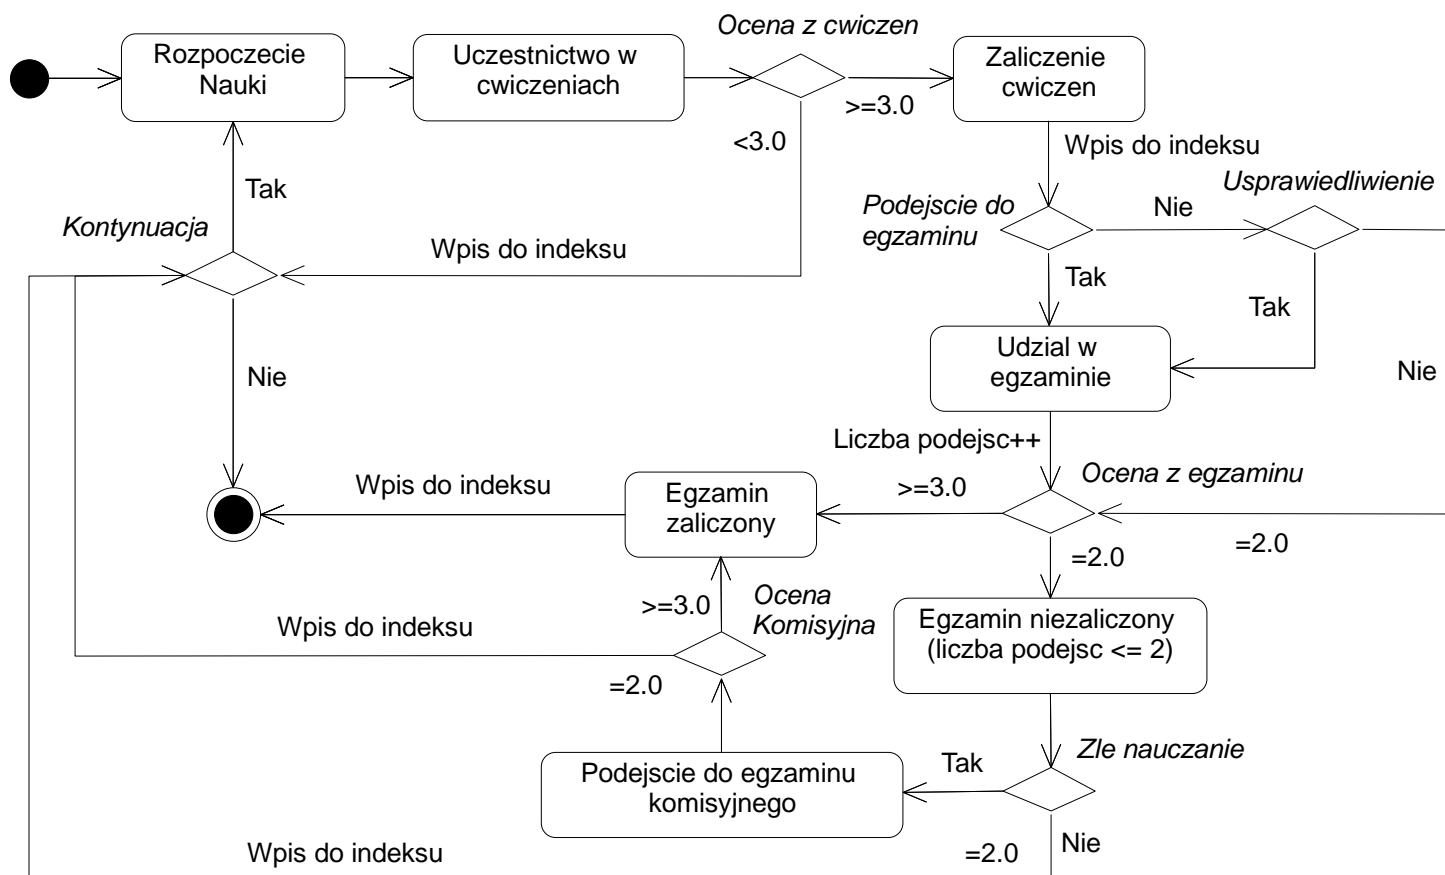 Ocena z cwiczen
Rozpoczecie
Nauki
Uczestnictwo w
cwiczeniach
Zaliczenie
cwiczen
>=3.0
<3.0
Wpis do indeksu
Tak
Usprawiedliwienie
Kontynuacja
Podejscie do
egzaminu
Nie
Wpis do indeksu
Tak
Tak
Udzial w
egzaminie
Nie
Nie
Liczba podejsc++
Wpis do indeksu
Egzamin
zaliczony
>=3.0
Ocena z egzaminu
=2.0
=2.0
>=3.0
Ocena
Komisyjna
Wpis do indeksu
Egzamin niezaliczony
(liczba podejsc <= 2)
=2.0
Zle nauczanie
Tak
Podejscie do egzaminu
komisyjnego
Wpis do indeksu
=2.0
Nie